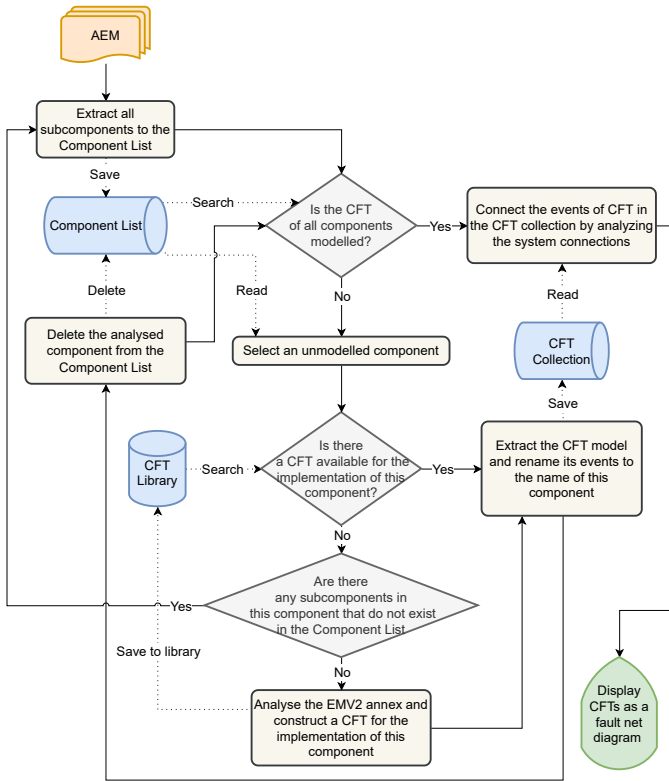 AEM
Extract all
subcomponents to the
Component List
Save
Component List
Search
Is the CFT
of all components
modelled?
Yes
Connect the events of CFT in
the CFT collection by analyzing
the system connections
Delete
Read
No
Read
Delete the analysed
component from the
Component List
Select an unmodelled component
CFT
Collection
Save
Is there
a CFT available for the
implementation of this
component?
Yes
Extract the CFT model
and rename its events to
the name of this
component
CFT
Library
Search
No
Are there
any subcomponents in
this component that do not exist
in the Component List
Yes
Save to library
No
Analyse the EMV2 annex and
construct a CFT for the
implementation of this
component
Display
CFTs as a
fault net
diagram